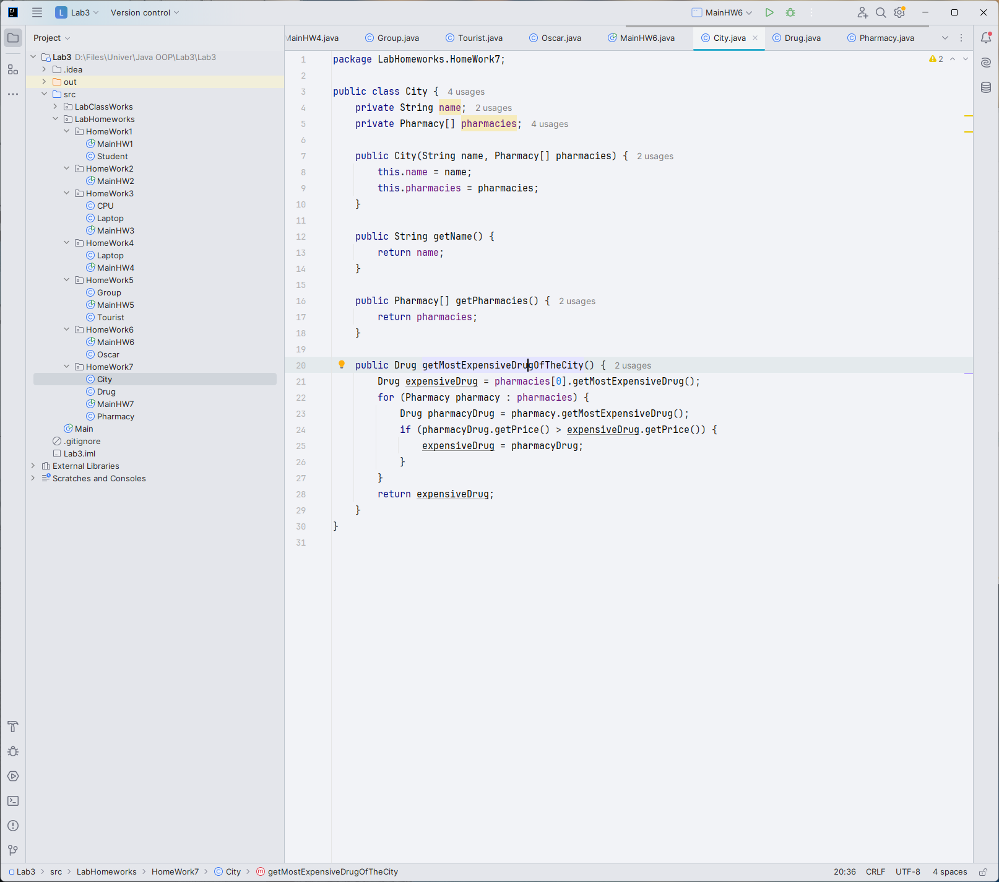 L Lab3 Version control MainHW6
Project
MainHW4.java Group.java Tourist.java Oscar.java MainHW6.java City.java Drug.java Pharmacy.java
Lab3 D:\Files\Univer\Java OOP\Lab3\Lab3
.idea
out
src
LabClassWorks
LabHomeworks
HomeWork1
MainHW1
Student
HomeWork2
MainHW2
HomeWork3
CPU
Laptop
MainHW3
HomeWork4
Laptop
MainHW4
HomeWork5
Group
MainHW5
Tourist
HomeWork6
MainHW6
Oscar
HomeWork7
City
Drug
MainHW7
Pharmacy
Main
.gitignore
Lab3.iml
External Libraries
Scratches and Consoles
2
1 package LabHomeworks.HomeWork7;
2
3 public class City { 4 usages
4 private String name; 2 usages
5 private Pharmacy[] pharmacies; 4 usages
6
7 public City(String name, Pharmacy[] pharmacies) { 2 usages
8 this.name = name;
9 this.pharmacies = pharmacies;
10 }
11
12 public String getName() {
13 return name;
14 }
15
16 public Pharmacy[] getPharmacies() { 2 usages
17 return pharmacies;
18 }
19
20 public Drug getMostExpensiveDrugOfTheCity() { 2 usages
21 Drug expensiveDrug = pharmacies[0].getMostExpensiveDrug();
22 for (Pharmacy pharmacy : pharmacies) {
23 Drug pharmacyDrug = pharmacy.getMostExpensiveDrug();
24 if (pharmacyDrug.getPrice() > expensiveDrug.getPrice()) {
25 expensiveDrug = pharmacyDrug;
26 }
27 }
28 return expensiveDrug;
29 }
30 }
31
Lab3 > src > LabHomeworks > HomeWork7 > City > getMostExpensiveDrugOfTheCity 20:36 CRLF UTF-8 4 spaces